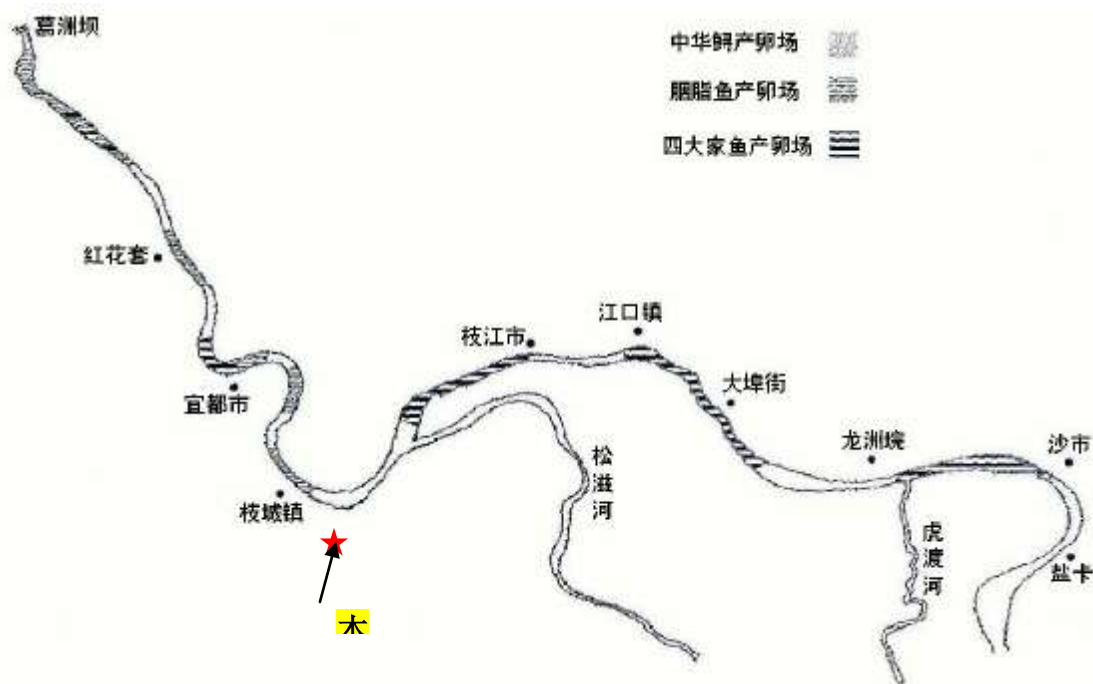 葛洲坝
中华鲟产卵场
胭脂鱼产卵场
四大家鱼产卵场
红花套
江口镇
枝江市
宜都市
大埠街
龙洲垸
沙市
松滋河
枝城镇
虎渡河
盐卡